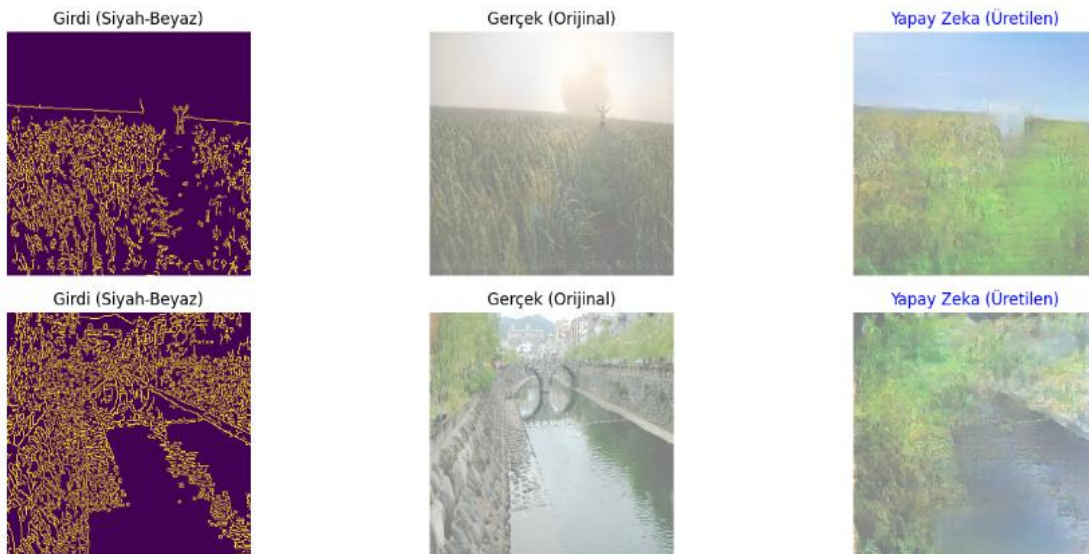 Girdi (Siyah-Beyaz)
Gerçek (Orijinal)
Yapay Zeka (Üretilen)
Girdi (Siyah-Beyaz)
Gerçek (Orijinal)
Yapay Zeka (Üretilen)